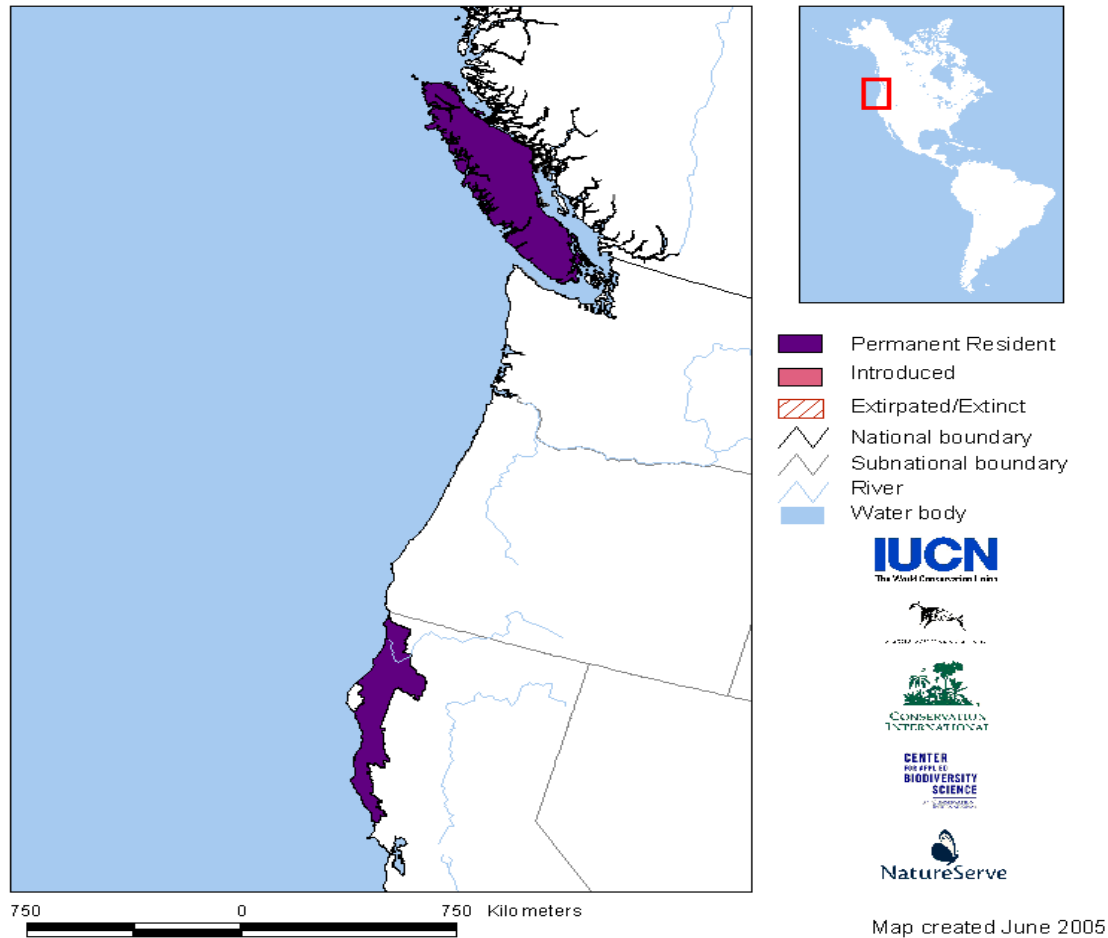 Permanent Resident
Introduced
Extirpated/Extinct
National boundary
Subnational boundary
River
Water body
IUCN
The World Conservation Union
CONSERVATION
INTERNATIONAL
CENTER
FOR APPLIED
BIODIVERSITY
SCIENCE
NatureServe
750 0 750 Kilometers
Map created June 2005